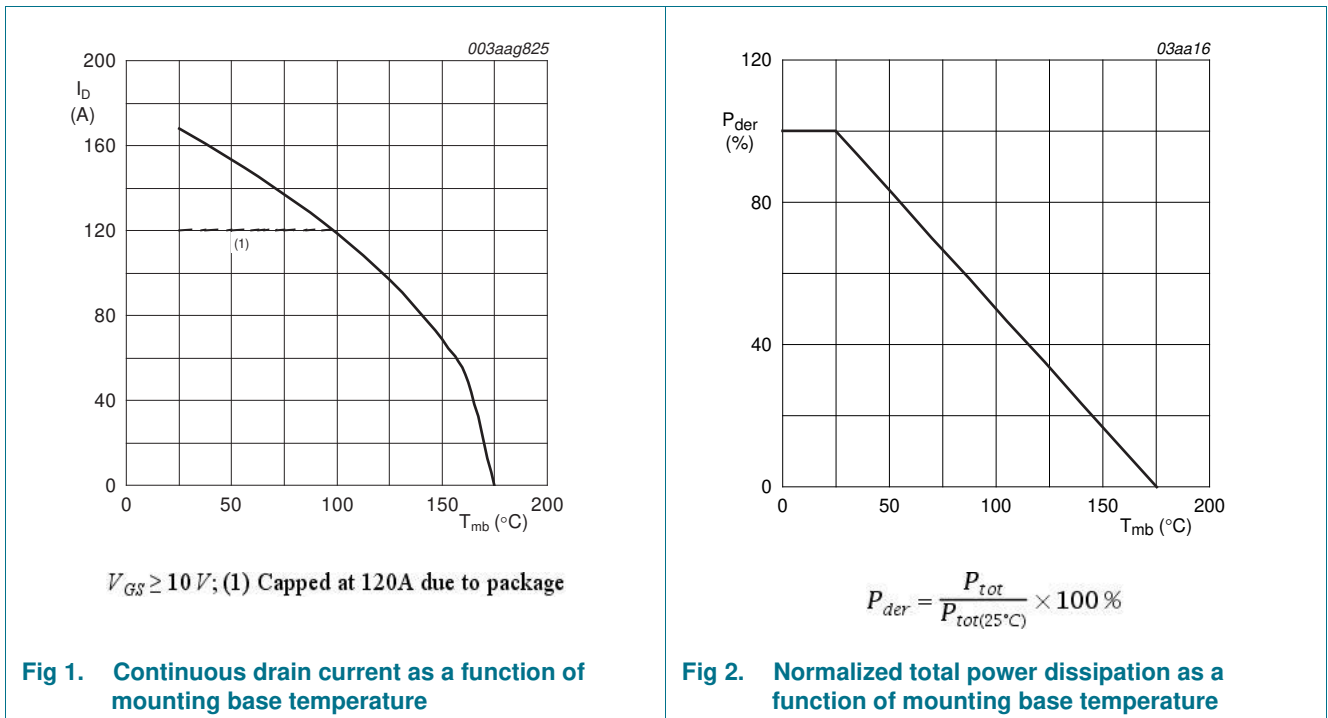 003aag825
200
I_D
(A)
160
120
(1)
80
40
0
0 50 100 150 200
T_mb (°C)
V_GS ≥ 10 V; (1) Capped at 120A due to package
Fig 1. Continuous drain current as a function of
mounting base temperature
03aa16
120
P_der
(%)
80
40
0
0 50 100 150 200
T_mb (°C)
P_der = P_tot / P_tot(25°C) × 100 %
Fig 2. Normalized total power dissipation as a
function of mounting base temperature